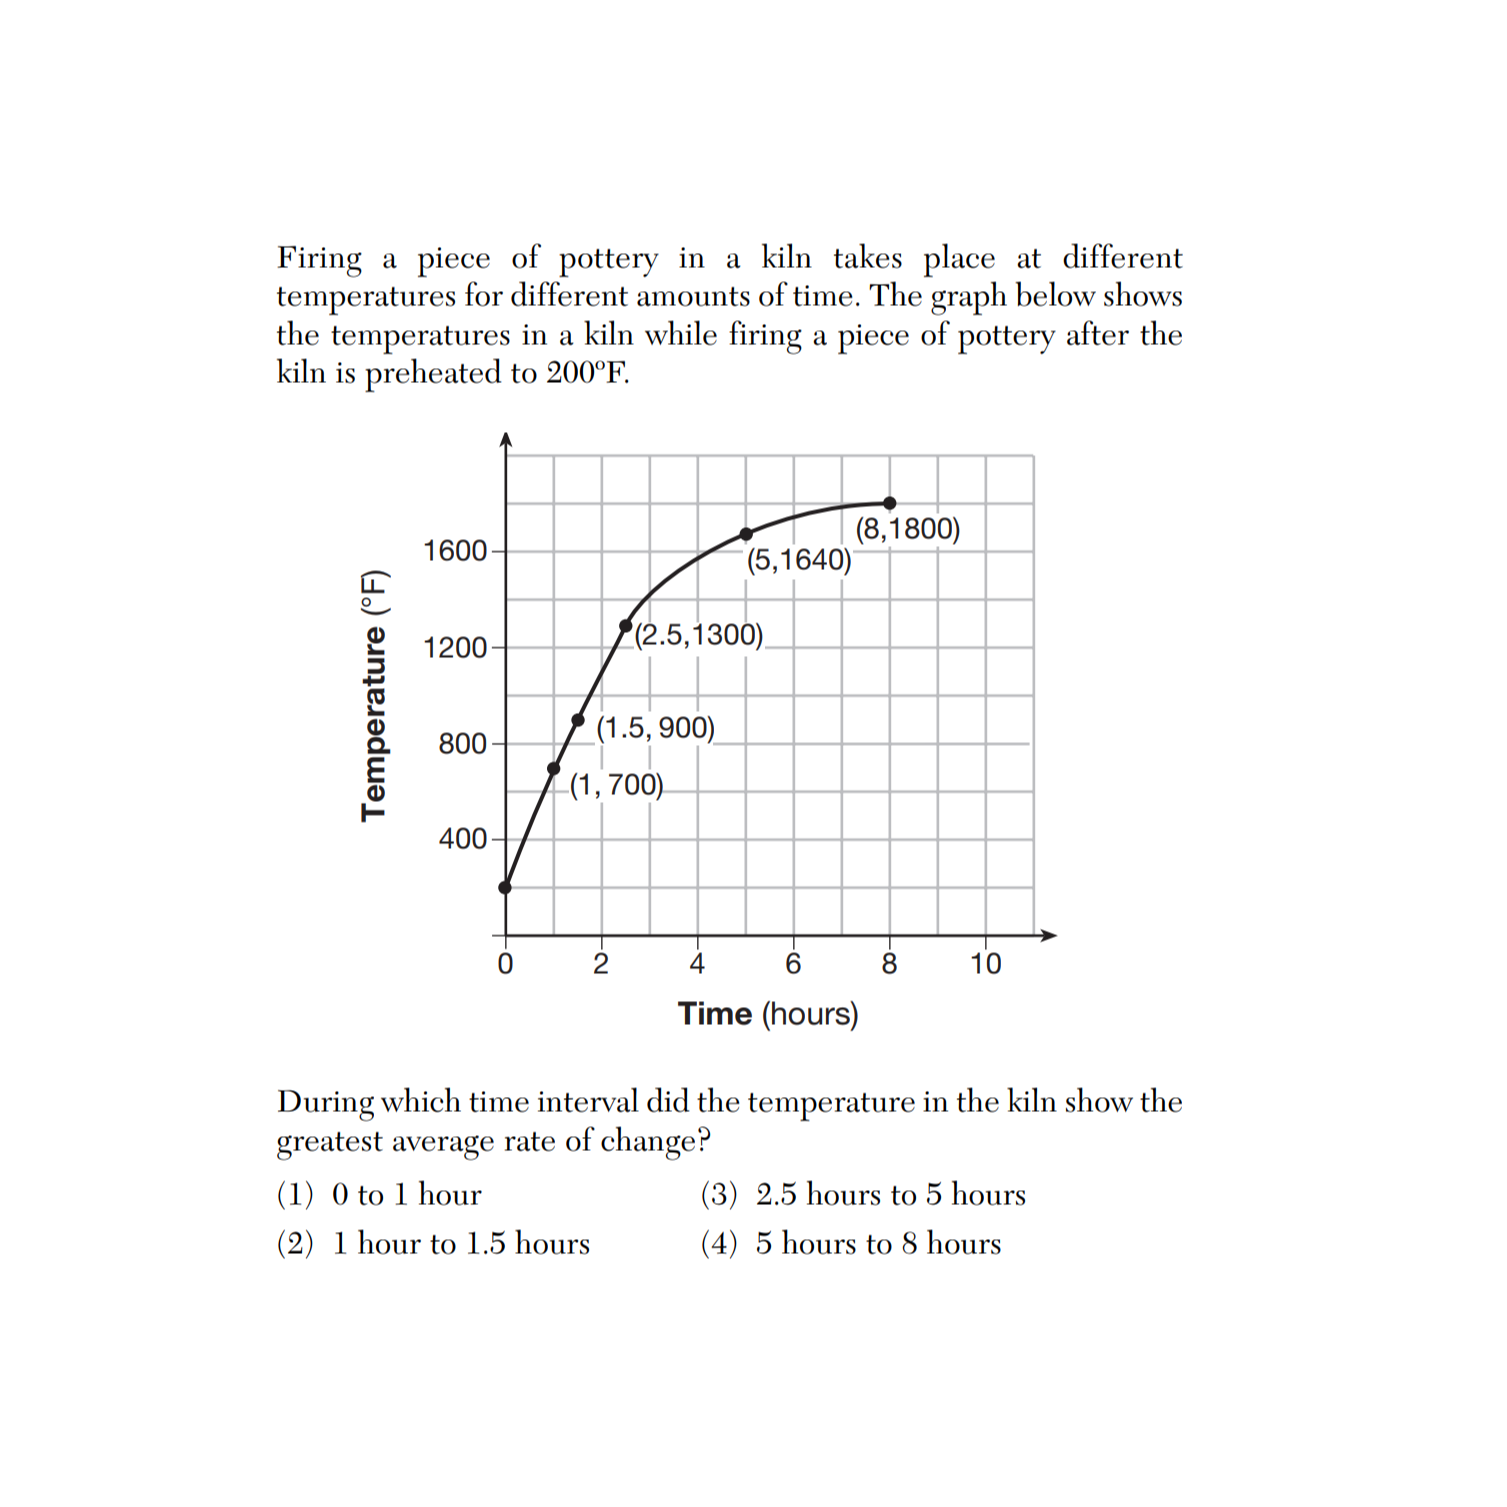 Firing a piece of pottery in a kiln takes place at different
temperatures for different amounts of time. The graph below shows
the temperatures in a kiln while firing a piece of pottery after the
kiln is preheated to 200°F.
Temperature (°F)
1600
1200
800
400
(8,1800)
(5,1640)
(2.5,1300)
(1.5, 900)
(1, 700)
0 2 4 6 8 10
Time (hours)
During which time interval did the temperature in the kiln show the
greatest average rate of change?
(1) 0 to 1 hour
(2) 1 hour to 1.5 hours
(3) 2.5 hours to 5 hours
(4) 5 hours to 8 hours